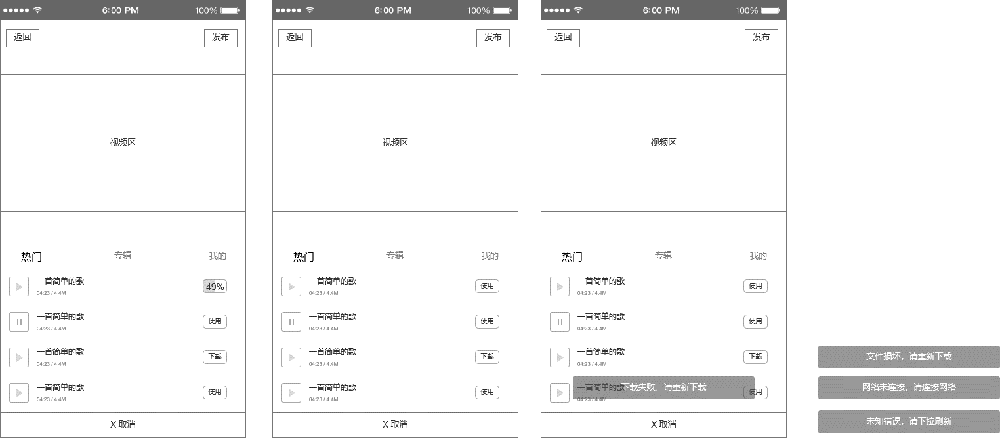 6:00 PM 100%
返回 发布
视频区
热门 专辑 我的
一首简单的歌
04:23 / 4.4M
49%
一首简单的歌
04:23 / 4.4M
使用
一首简单的歌
04:23 / 4.4M
下载
一首简单的歌
04:23 / 4.4M
使用
X 取消
6:00 PM 100%
返回 发布
视频区
热门 专辑 我的
一首简单的歌
04:23 / 4.4M
使用
一首简单的歌
04:23 / 4.4M
使用
一首简单的歌
04:23 / 4.4M
下载
一首简单的歌
04:23 / 4.4M
使用
X 取消
6:00 PM 100%
返回 发布
视频区
热门 专辑 我的
一首简单的歌
04:23 / 4.4M
使用
一首简单的歌
04:23 / 4.4M
使用
一首简单的歌
04:23 / 4.4M
下载
一首简单的歌
04:23 / 4.4M
使用
下载失败，请重新下载
X 取消
文件损坏，请重新下载
网络未连接，请连接网络
未知错误，请下拉刷新